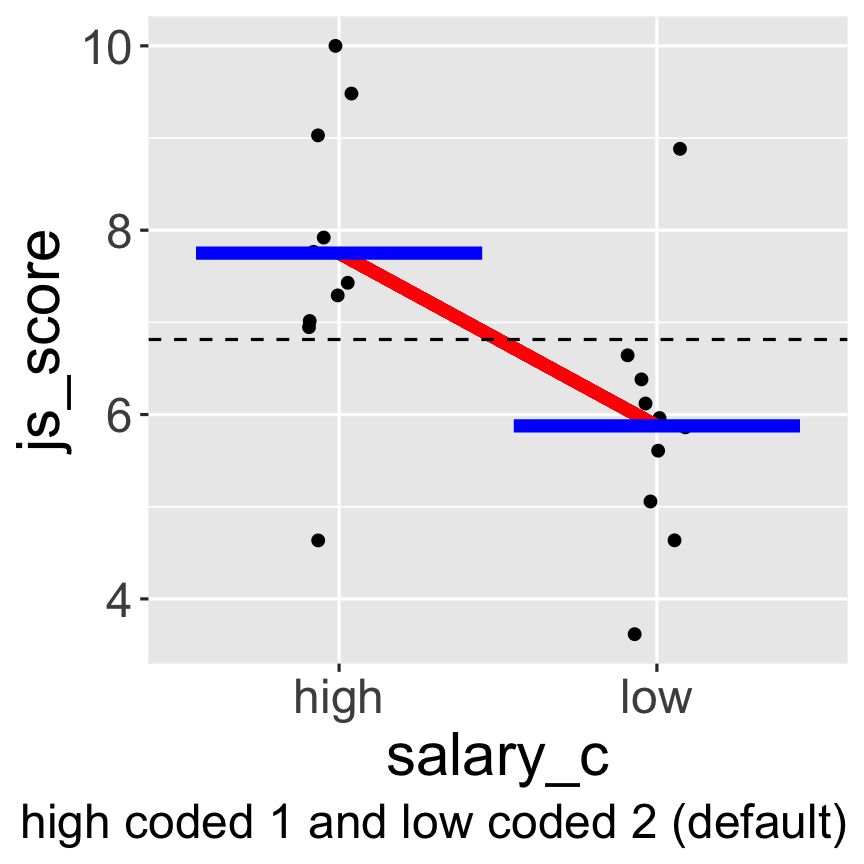 10
8
6
4
js_score
high low
salary_c
high coded 1 and low coded 2 (default)